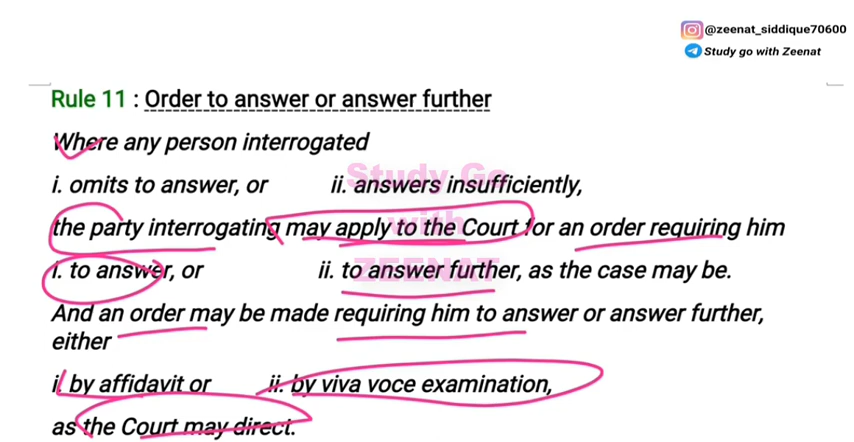 @zeenat_siddique70600
Study go with Zeenat
Rule 11 : Order to answer or answer further
Where any person interrogated
i. omits to answer, or ii. answers insufficiently,
the party interrogating may apply to the Court for an order requiring him
i. to answer, or ii. to answer further, as the case may be.
And an order may be made requiring him to answer or answer further,
either
i. by affidavit or ii. by viva voce examination,
as the Court may direct.
Study Go
with
ZEENAT